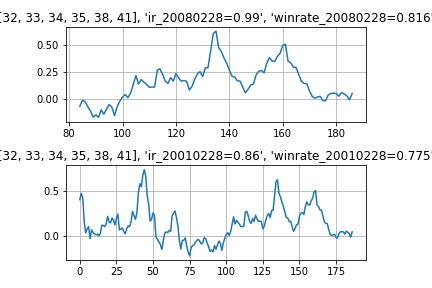 [32, 33, 34, 35, 38, 41], 'ir_20080228=0.99', 'winrate_20080228=0.816'
0.50
0.25
0.00
80 100 120 140 160 180
[32, 33, 34, 35, 38, 41], 'ir_20010228=0.86', 'winrate_20010228=0.775'
0.5
0.0
0 25 50 75 100 125 150 175